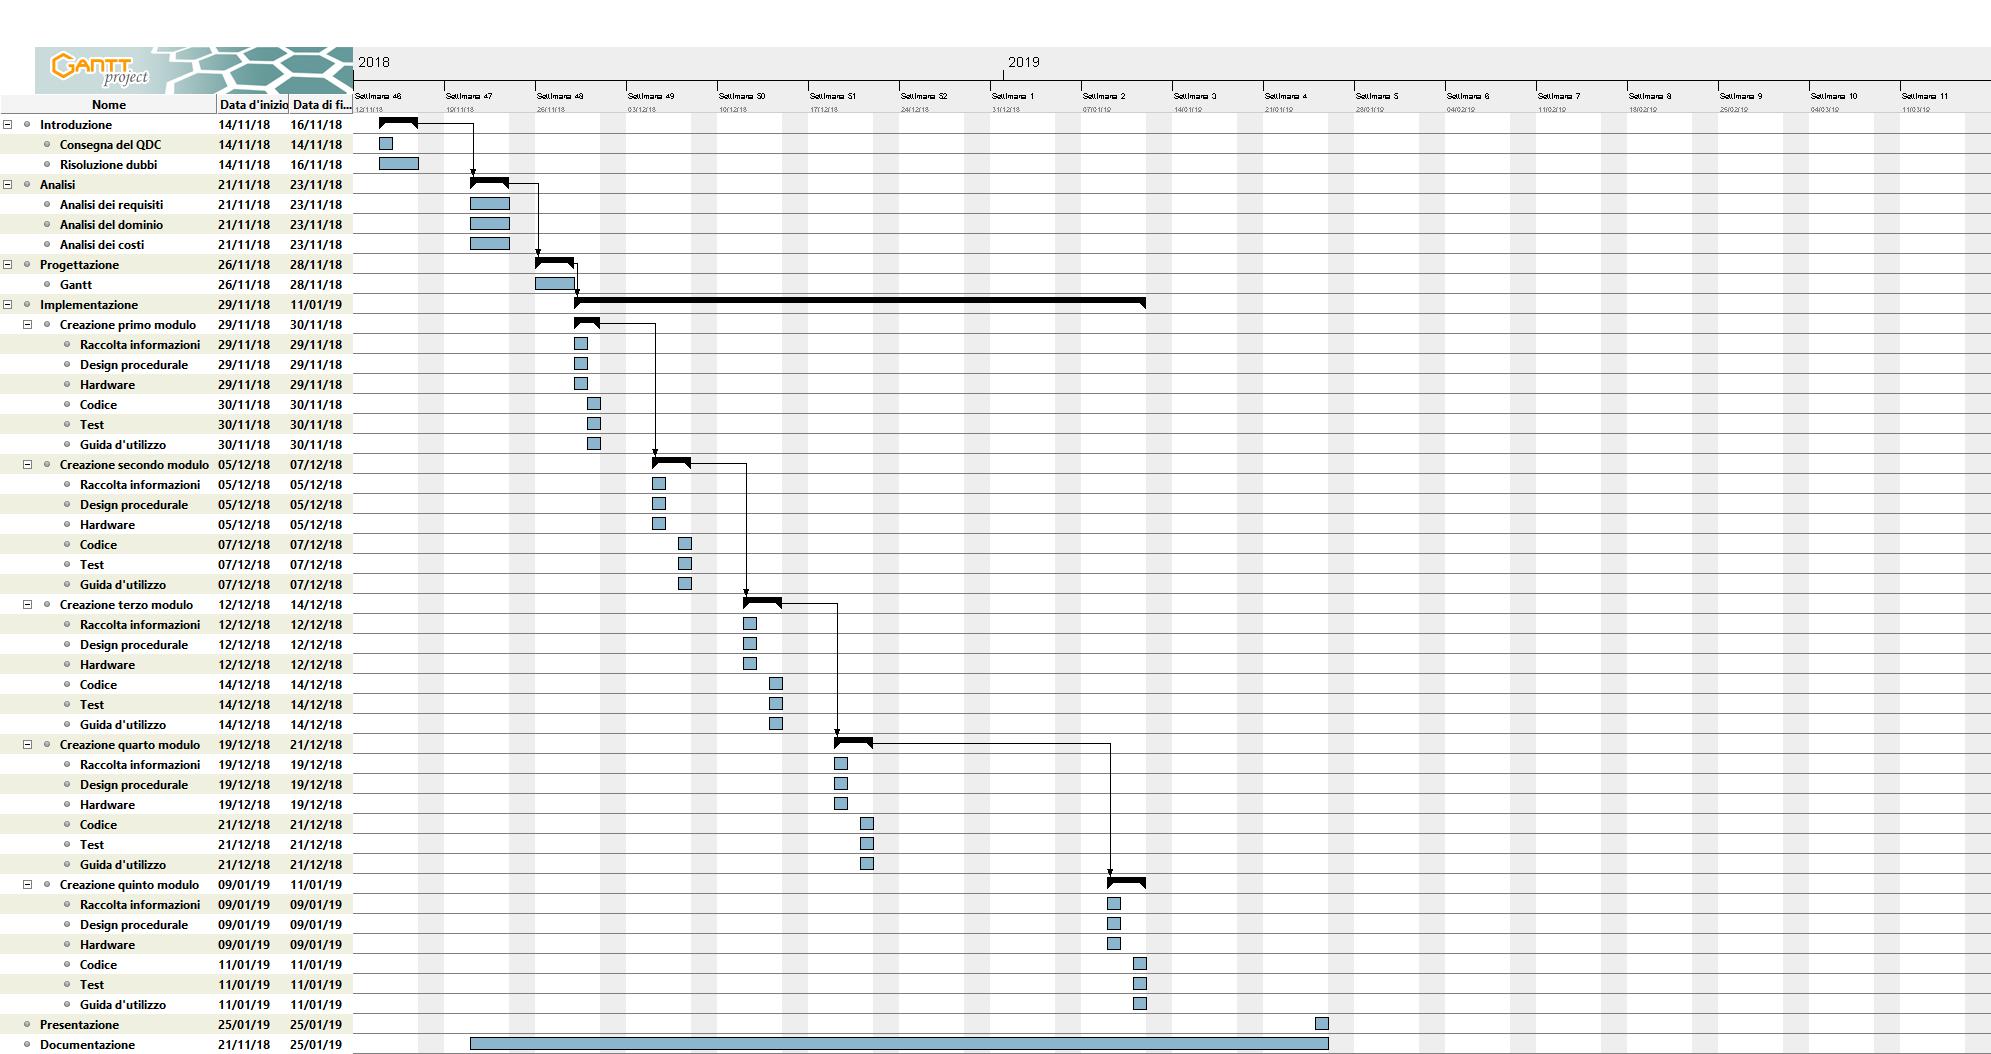 GANTT
project
2018 2019
Nome Data d'inizio Data di fi...
Settimana 46 Settimana 47 Settimana 48 Settimana 49 Settimana 50 Settimana 51 Settimana 52 Settimana 1 Settimana 2 Settimana 3 Settimana 4 Settimana 5 Settimana 6 Settimana 7 Settimana 8 Settimana 9 Settimana 10 Settimana 11
12/11/18 19/11/18 26/11/18 03/12/18 10/12/18 17/12/18 24/12/18 31/12/18 07/01/19 14/01/19 21/01/19 28/01/19 04/02/19 11/02/19 18/02/19 25/02/19 04/03/19 11/03/19
Introduzione 14/11/18 16/11/18
Consegna del QDC 14/11/18 14/11/18
Risoluzione dubbi 14/11/18 16/11/18
Analisi 21/11/18 23/11/18
Analisi dei requisiti 21/11/18 23/11/18
Analisi del dominio 21/11/18 23/11/18
Analisi dei costi 21/11/18 23/11/18
Progettazione 26/11/18 28/11/18
Gantt 26/11/18 28/11/18
Implementazione 29/11/18 11/01/19
Creazione primo modulo 29/11/18 30/11/18
Raccolta informazioni 29/11/18 29/11/18
Design procedurale 29/11/18 29/11/18
Hardware 29/11/18 29/11/18
Codice 30/11/18 30/11/18
Test 30/11/18 30/11/18
Guida d'utilizzo 30/11/18 30/11/18
Creazione secondo modulo 05/12/18 07/12/18
Raccolta informazioni 05/12/18 05/12/18
Design procedurale 05/12/18 05/12/18
Hardware 05/12/18 05/12/18
Codice 07/12/18 07/12/18
Test 07/12/18 07/12/18
Guida d'utilizzo 07/12/18 07/12/18
Creazione terzo modulo 12/12/18 14/12/18
Raccolta informazioni 12/12/18 12/12/18
Design procedurale 12/12/18 12/12/18
Hardware 12/12/18 12/12/18
Codice 14/12/18 14/12/18
Test 14/12/18 14/12/18
Guida d'utilizzo 14/12/18 14/12/18
Creazione quarto modulo 19/12/18 21/12/18
Raccolta informazioni 19/12/18 19/12/18
Design procedurale 19/12/18 19/12/18
Hardware 19/12/18 19/12/18
Codice 21/12/18 21/12/18
Test 21/12/18 21/12/18
Guida d'utilizzo 21/12/18 21/12/18
Creazione quinto modulo 09/01/19 11/01/19
Raccolta informazioni 09/01/19 09/01/19
Design procedurale 09/01/19 09/01/19
Hardware 09/01/19 09/01/19
Codice 11/01/19 11/01/19
Test 11/01/19 11/01/19
Guida d'utilizzo 11/01/19 11/01/19
Presentazione 25/01/19 25/01/19
Documentazione 21/11/18 25/01/19